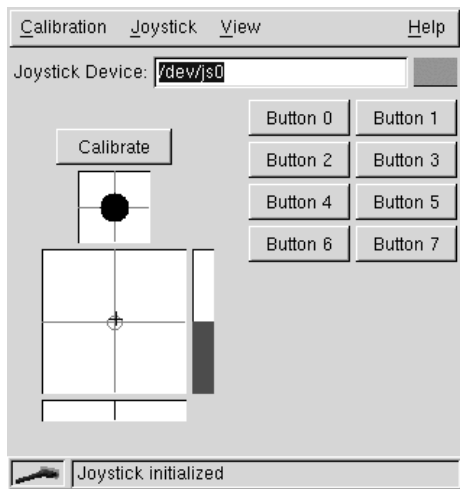 Calibration Joystick View Help
Joystick Device: /dev/js0
Button 0 Button 1
Calibrate
Button 2 Button 3
Button 4 Button 5
Button 6 Button 7
Joystick initialized